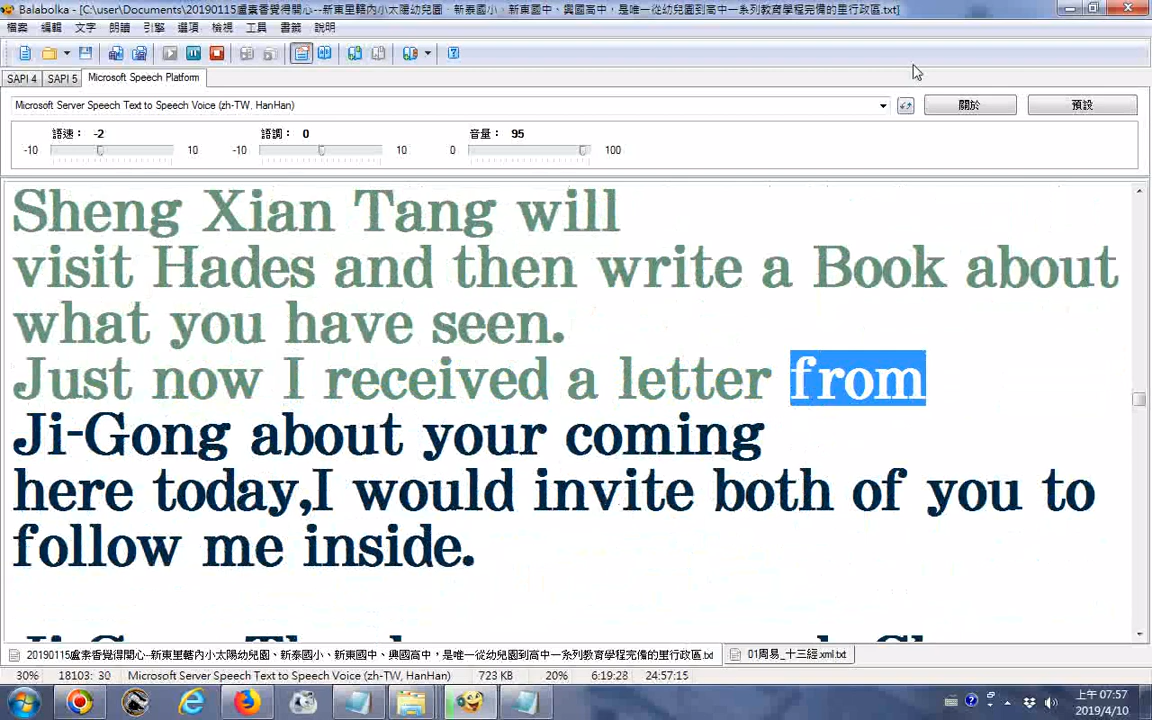 Balabolka - [C:\user\Documents\20190115盧素香覺得開心--新東里轄內小太陽幼兒園、新泰國小、新東國中、興國高中，是唯一從幼兒園到高中一系列教育學程完備的里行政區.txt]
檔案 編輯 文字 朗讀 引擎 選項 檢視 工具 書籤 說明
SAPI 4 SAPI 5 Microsoft Speech Platform
Microsoft Server Speech Text to Speech Voice (zh-TW, HanHan) 關於 預設
語速： -2 語調： 0 音量： 95
-10 10 -10 10 0 100
Sheng Xian Tang will
visit Hades and then write a Book about
what you have seen.
Just now I received a letter from
Ji-Gong about your coming
here today,I would invite both of you to
follow me inside.
20190115盧素香覺得開心--新東里轄內小太陽幼兒園、新泰國小、新東國中、興國高中，是唯一從幼兒園到高中一系列教育學程完備的里行政區.txt 01周易_十三經.xml.txt
30% 18103: 30 Microsoft Server Speech Text to Speech Voice (zh-TW, HanHan) 723 KB 20% 6:19:28 24:57:15
上午 07:57
2019/4/10